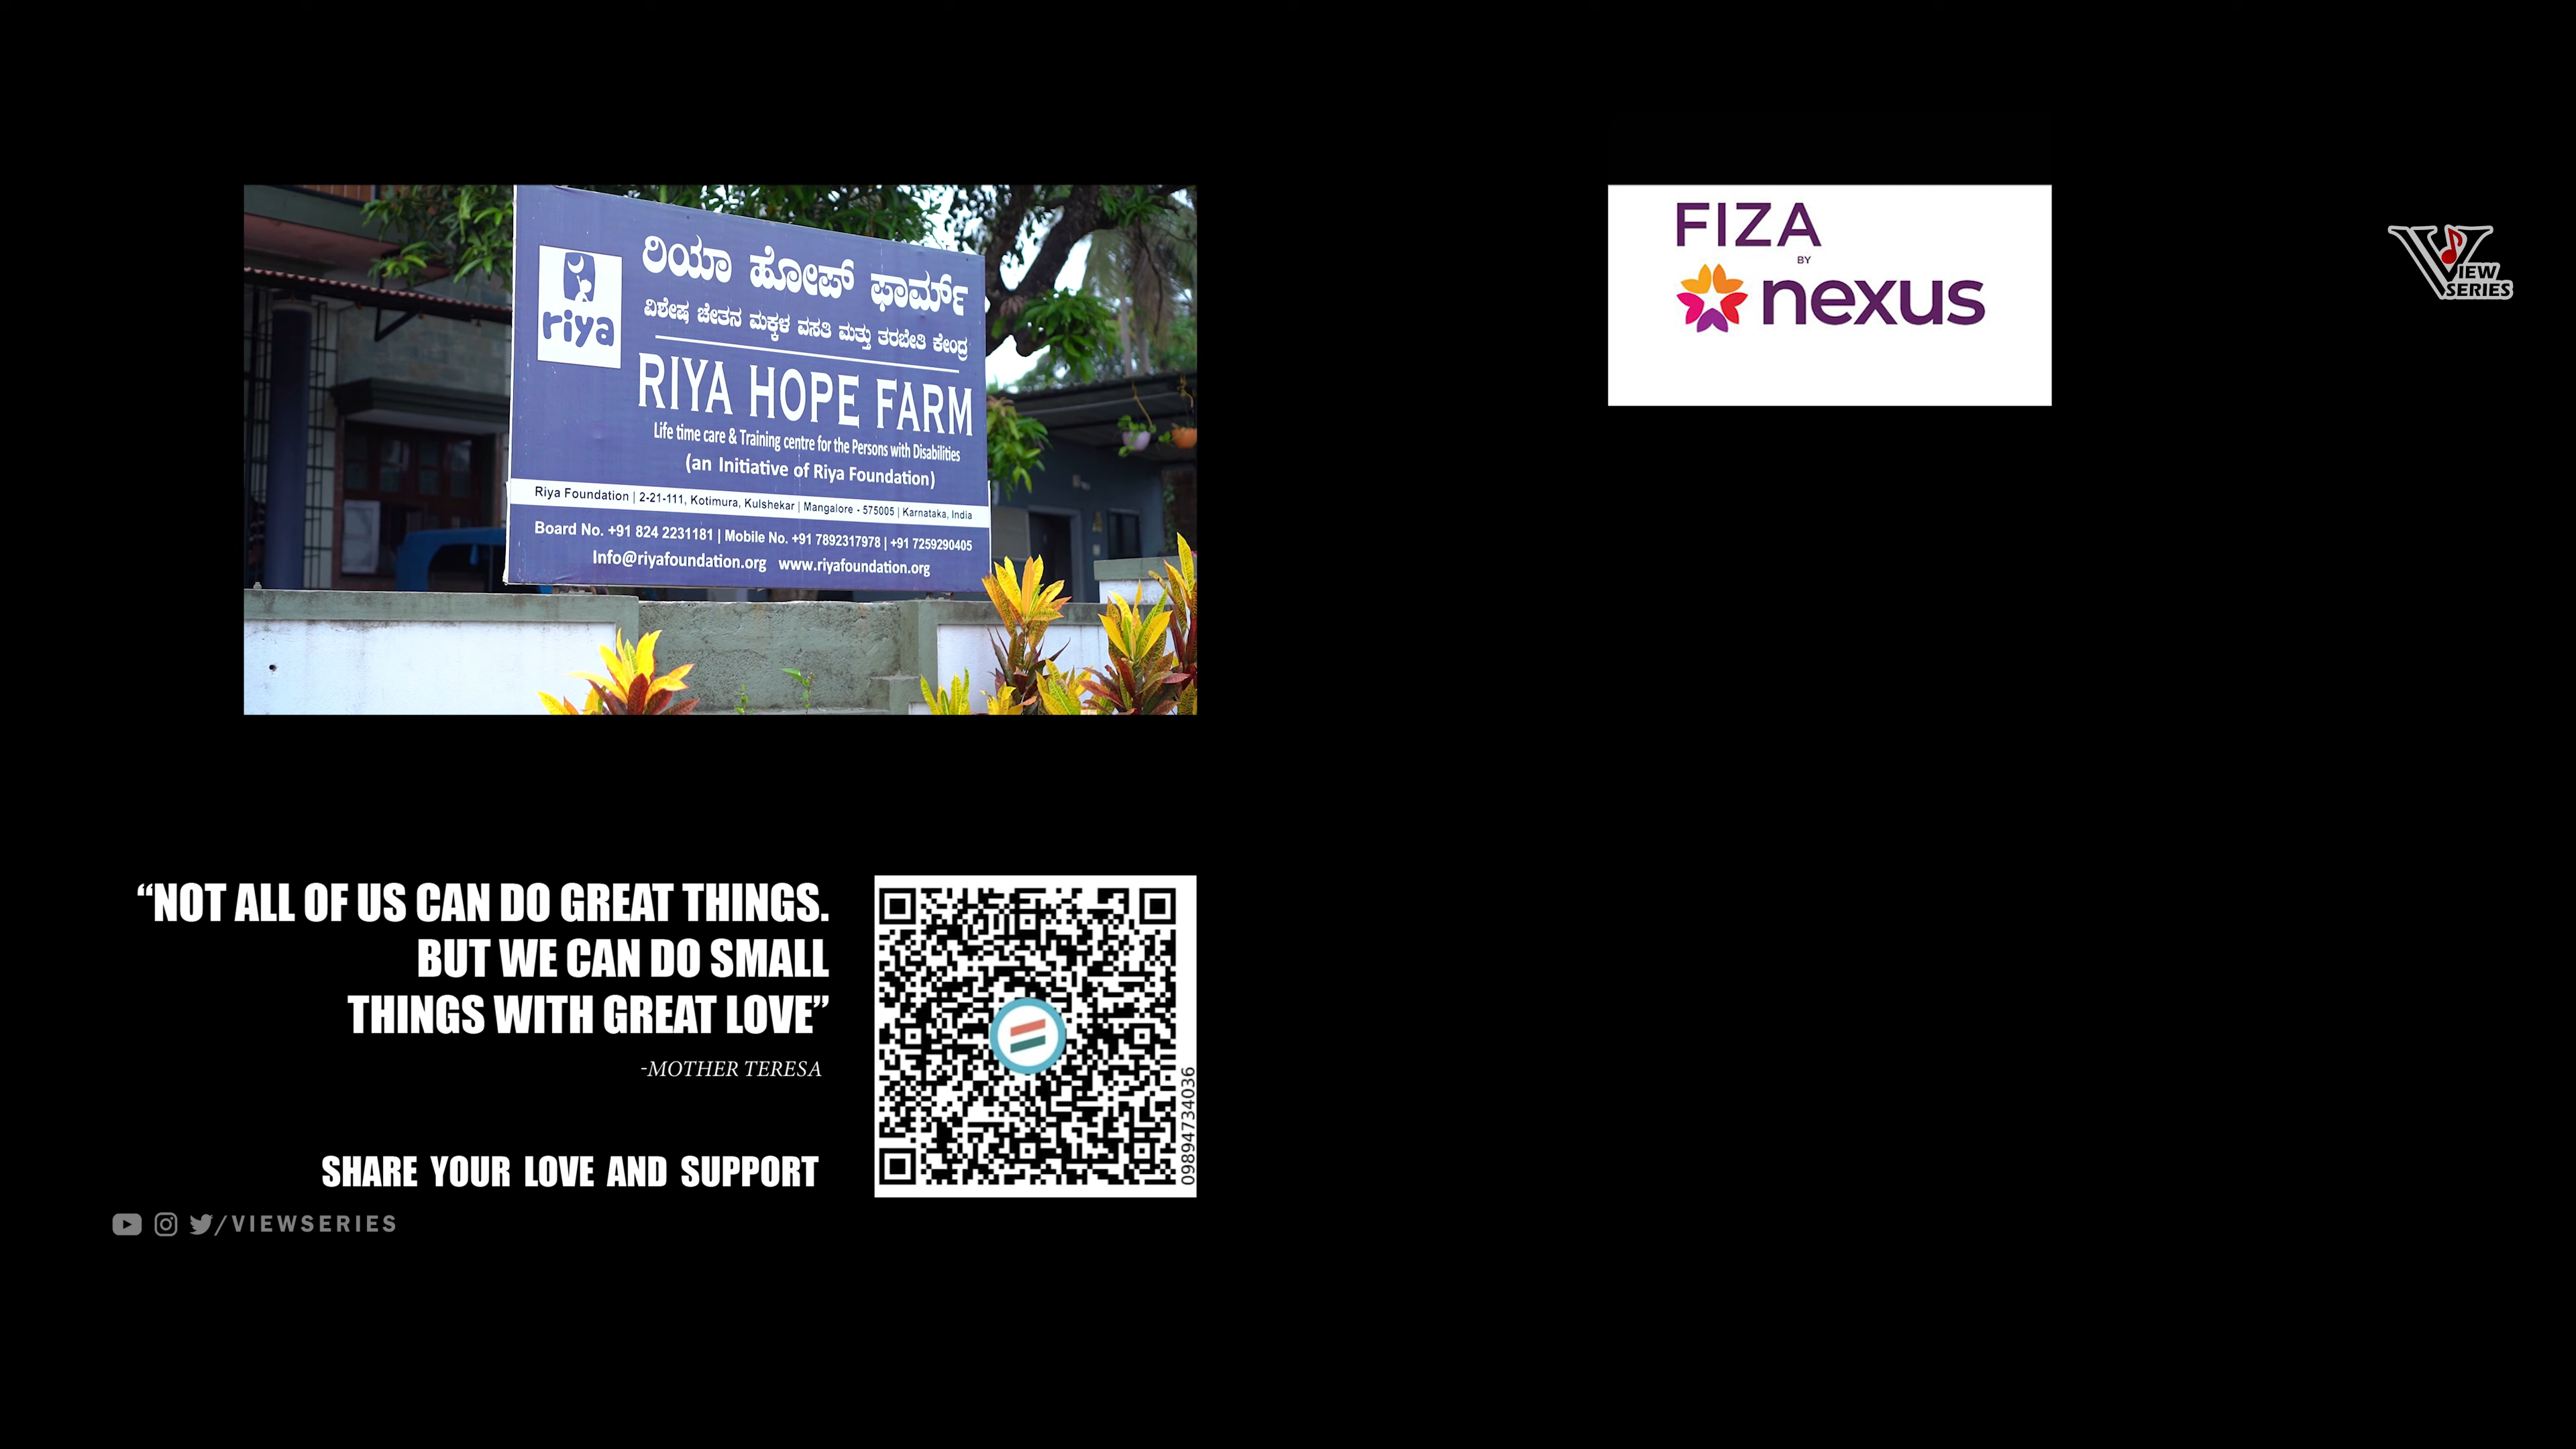 ರಿಯಾ ಹೋಪ್ ಫಾರ್ಮ್
ವಿಶೇಷ ಚೇತನ ಮಕ್ಕಳ ವಸತಿ ಮತ್ತು ತರಬೇತಿ ಕೇಂದ್ರ
riya
RIYA HOPE FARM
Life time care & Training centre for the Persons with Disabilities
(an Initiative of Riya Foundation)
Riya Foundation | 2-21-111, Kotimura, Kulshekar | Mangalore - 575005 | Karnataka, India
Board No. +91 824 2231181 | Mobile No. +91 7892317978 | +91 7259290405
Info@riyafoundation.org www.riyafoundation.org
FIZA
BY
nexus
VIEW
SERIES
“NOT ALL OF US CAN DO GREAT THINGS.
BUT WE CAN DO SMALL
THINGS WITH GREAT LOVE”
-MOTHER TERESA
SHARE YOUR LOVE AND SUPPORT
09894734036
/VIEWSERIES